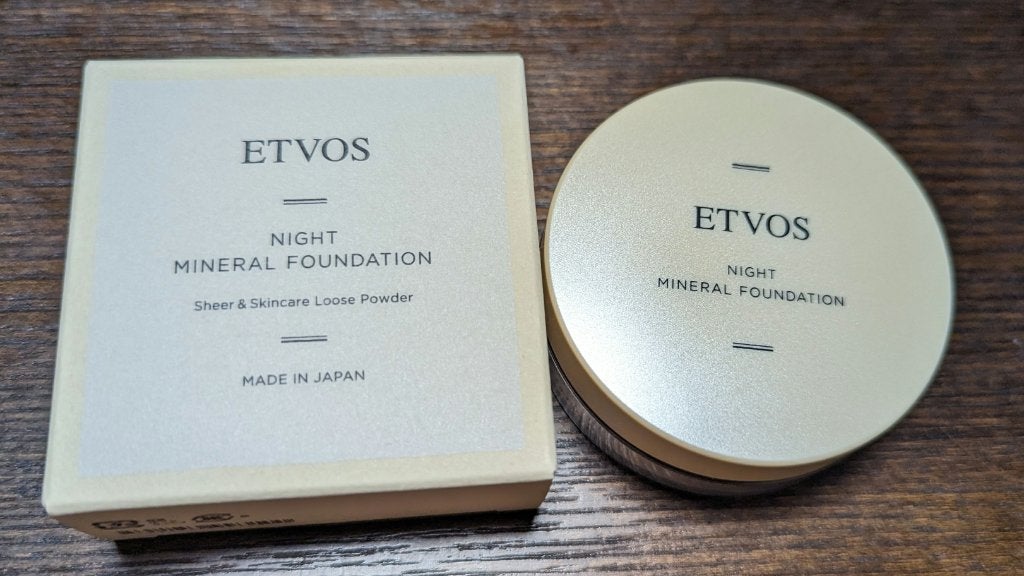 ETVOS
NIGHT
MINERAL FOUNDATION
Sheer & Skincare Loose Powder
MADE IN JAPAN
ETVOS
NIGHT
MINERAL FOUNDATION